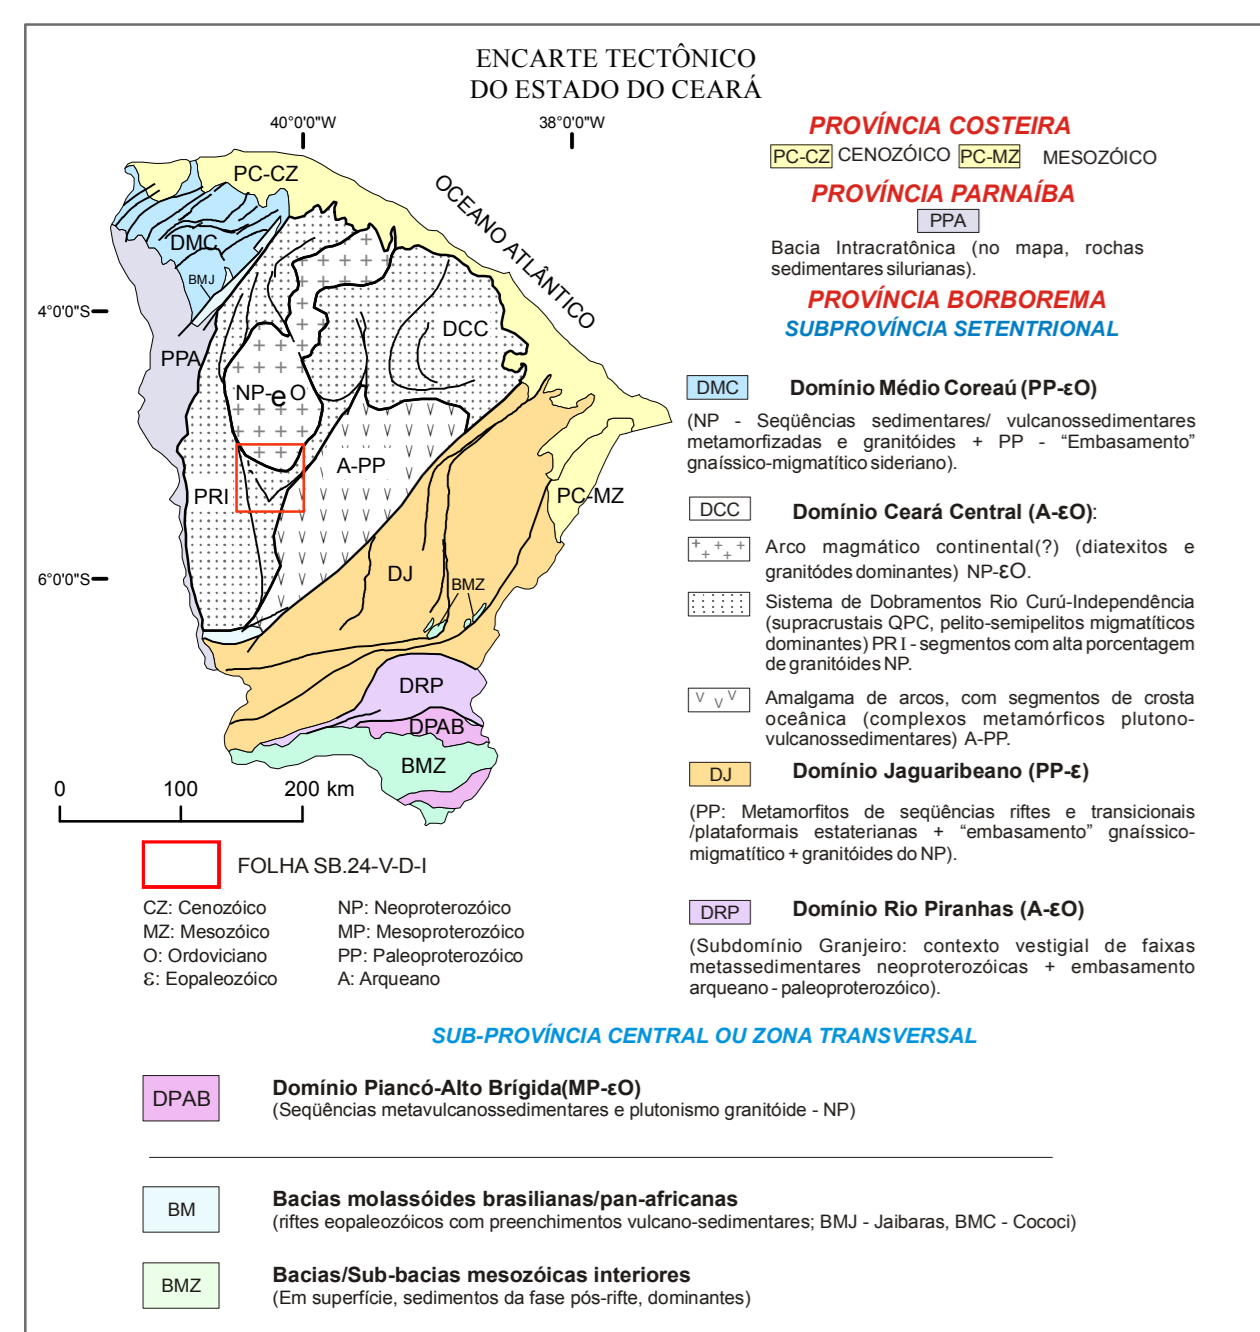 ENCARTE TECTÔNICO
DO ESTADO DO CEARÁ
40°0'0"W
38°0'0"W
4°0'0"S
6°0'0"S
PC-CZ
OCEANO ATLÂNTICO
DMC
BMJ
PPA
DCC
NP-e O
A-PP
PRI
PC-MZ
DJ
BMZ
DRP
DPAB
BMZ
0 100 200 km
FOLHA SB.24-V-D-I
CZ: Cenozóico
MZ: Mesozóico
O: Ordoviciano
Ɛ: Eopaleozóico
NP: Neoproterozóico
MP: Mesoproterozóico
PP: Paleoproterozóico
A: Arqueano
PROVÍNCIA COSTEIRA
PC-CZ CENOZÓICO PC-MZ MESOZÓICO
PROVÍNCIA PARNAÍBA
PPA
Bacia Intracratônica (no mapa, rochas
sedimentares silurianas).
PROVÍNCIA BORBOREMA
SUBPROVÍNCIA SETENTRIONAL
DMC Domínio Médio Coreaú (PP-εO)
(NP - Seqüências sedimentares/ vulcanossedimentares
metamorfizadas e granitóides + PP - “Embasamento”
gnaíssico-migmatítico sideriano).
DCC Domínio Ceará Central (A-εO):
Arco magmático continental(?) (diatexitos e
granitódes dominantes) NP-εO.
Sistema de Dobramentos Rio Curú-Independência
(supracrustais QPC, pelito-semipelitos migmatíticos
dominantes) PRI - segmentos com alta porcentagem
de granitóides NP.
Amalgama de arcos, com segmentos de crosta
oceânica (complexos metamórficos plutono-
vulcanossedimentares) A-PP.
DJ Domínio Jaguaribeano (PP-ε)
(PP: Metamorfitos de seqüências riftes e transicionais
/plataformais estaterianas + “embasamento” gnaíssico-
migmatítico + granitóides do NP).
DRP Domínio Rio Piranhas (A-εO)
(Subdomínio Granjeiro: contexto vestigial de faixas
metassedimentares neoproterozóicas + embasamento
arqueano - paleoproterozóico).
SUB-PROVÍNCIA CENTRAL OU ZONA TRANSVERSAL
DPAB Domínio Piancó-Alto Brígida(MP-εO)
(Seqüências metavulcanossedimentares e plutonismo granitóide - NP)
BM Bacias molassóides brasilianas/pan-africanas
(riftes eopaleozóicos com preenchimentos vulcano-sedimentares; BMJ - Jaibaras, BMC - Cococi)
BMZ Bacias/Sub-bacias mesozóicas interiores
(Em superfície, sedimentos da fase pós-rifte, dominantes)